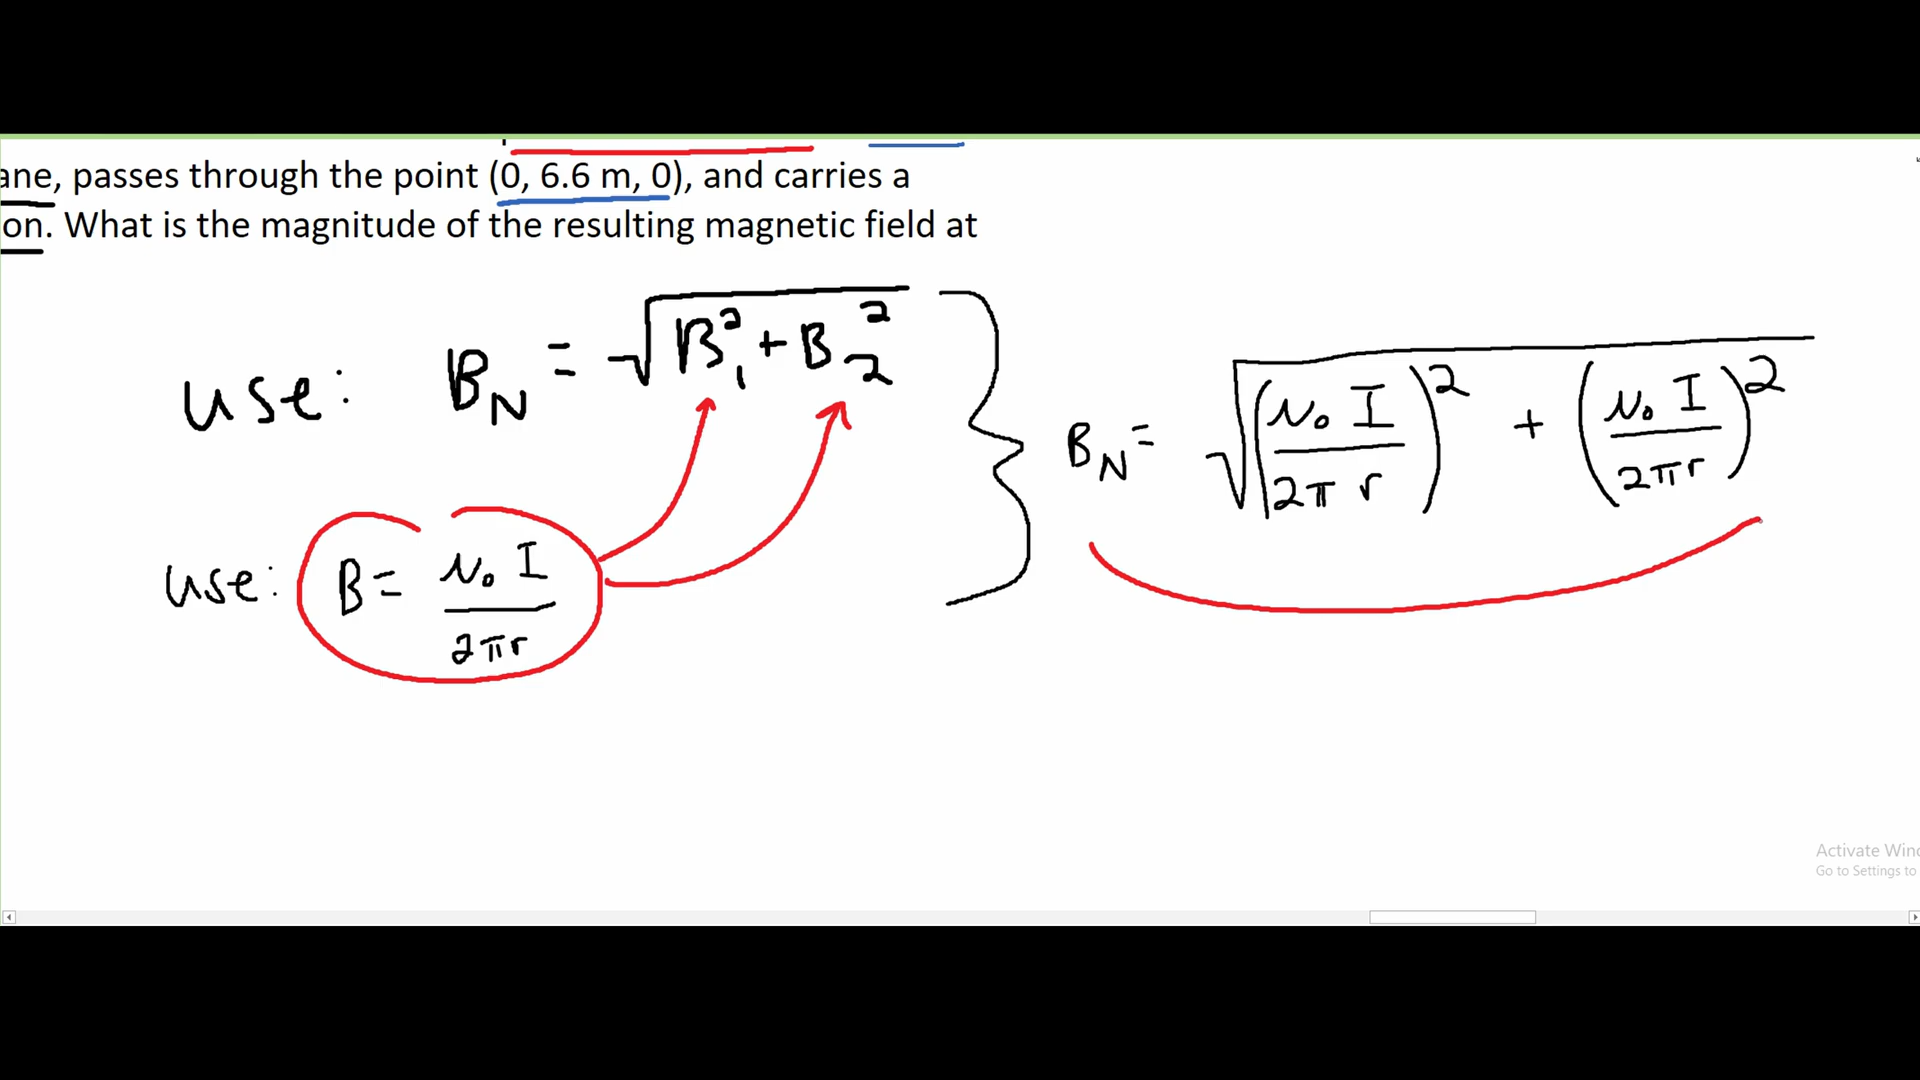 ane, passes through the point (0, 6.6 m, 0), and carries a
on. What is the magnitude of the resulting magnetic field at
use: B_N = √(B₁² + B₂²)
B_N = √((μ₀ I / 2π r)² + (μ₀ I / 2πr)²)
use: B = μ₀ I / 2πr
Activate Win
Go to Settings to